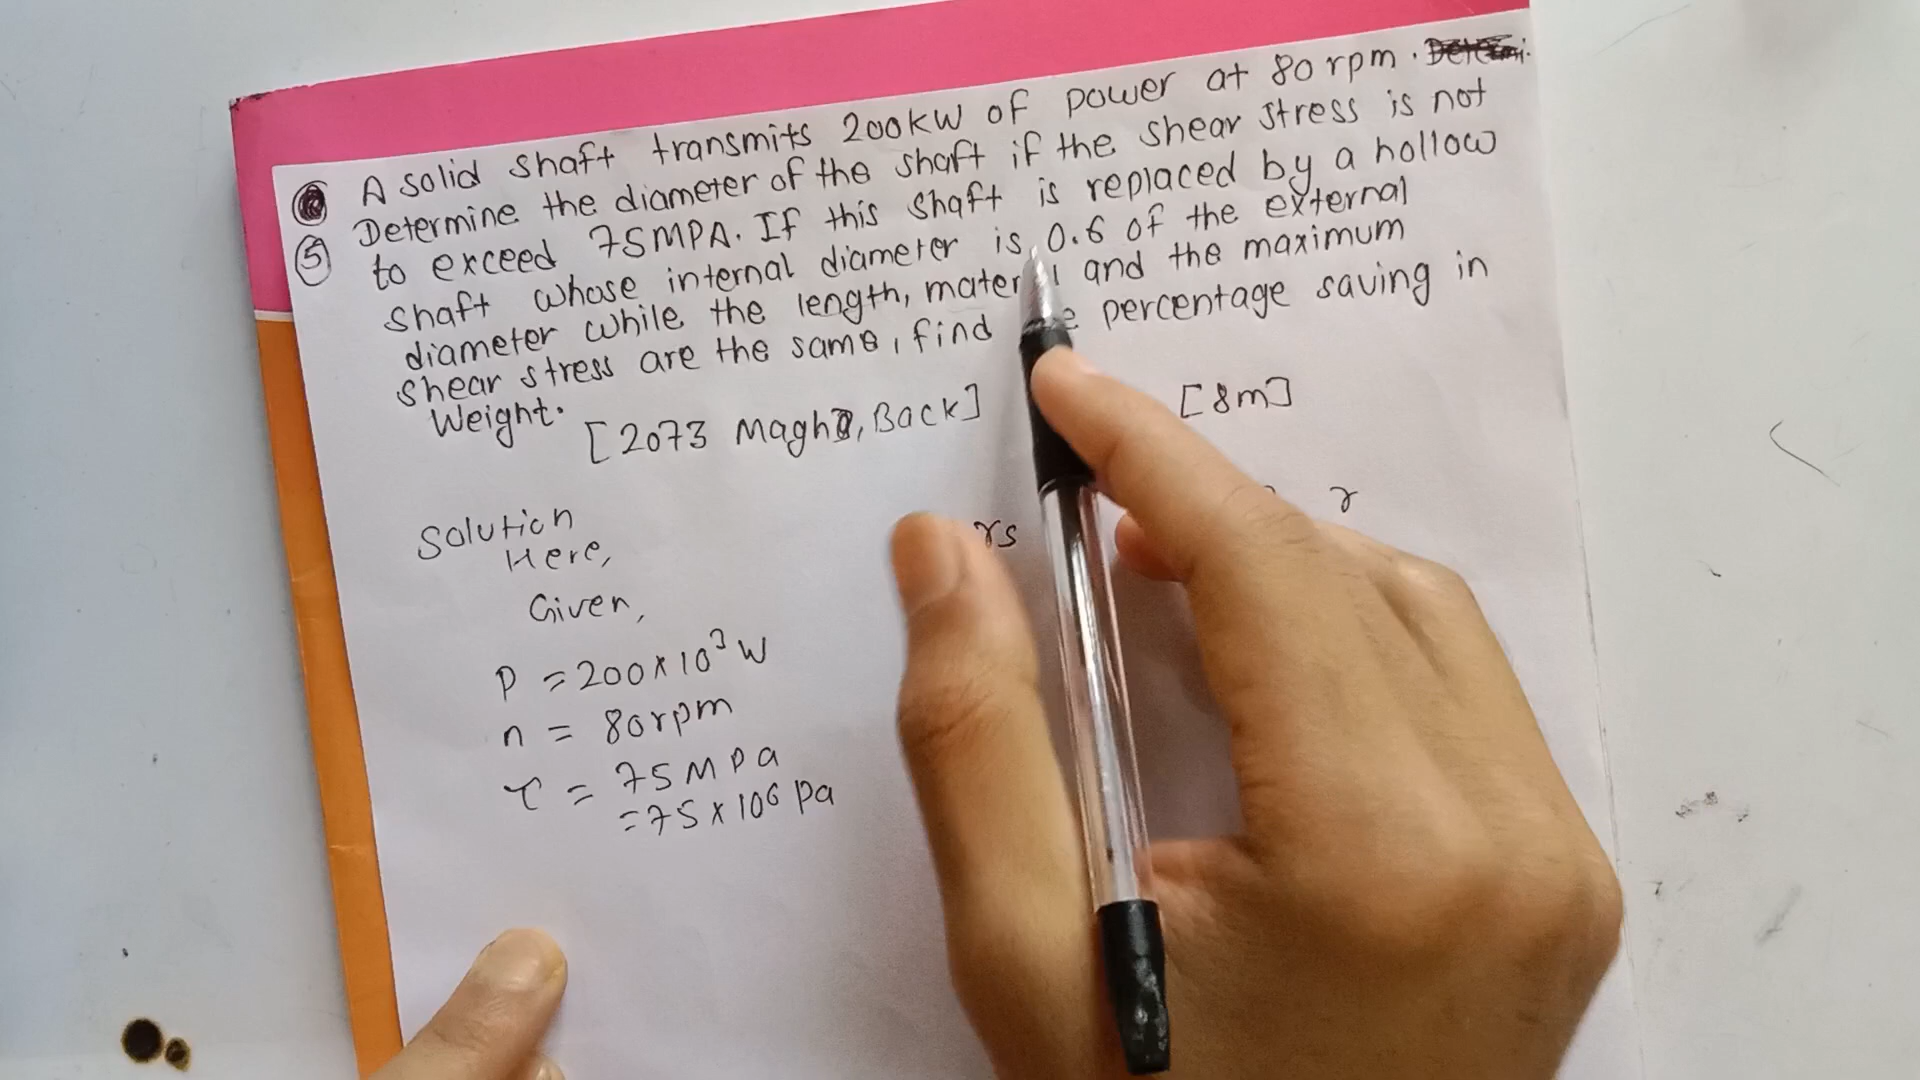 A solid shaft transmits 200kW of power at 80 rpm.
⑤ Determine the diameter of the shaft if the shear stress is not
to exceed 75MPA. If this shaft is replaced by a hollow
shaft whose internal diameter is 0.6 of the external
diameter while the length, and the maximum
shear stress are the same, find percentage saving in
Weight. [2073 Magh, Back] [8m]
Solution
Here,
Given,
P = 200×10³ W
n = 80rpm
τ = 75MPa
=75×10⁶ Pa